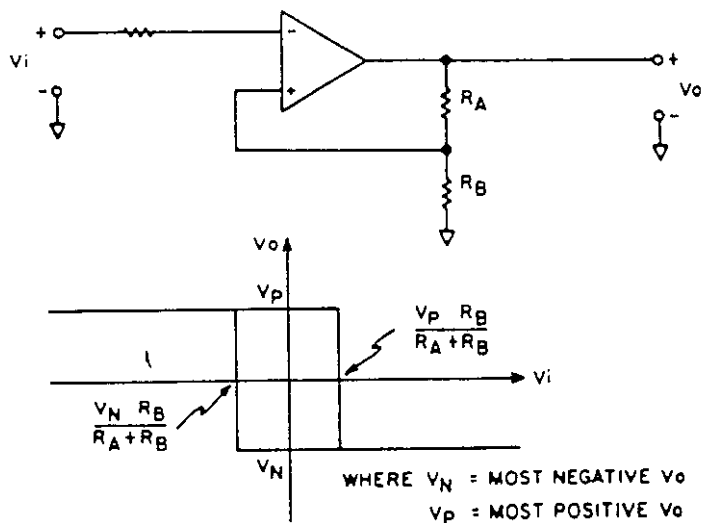 +
-
+
Vi
-
+
RA
+
Vo
-
RB
Vo
VP
VP RB
RA+RB
Vi
VN RB
RA+RB
VN
WHERE VN = MOST NEGATIVE Vo
VP = MOST POSITIVE Vo